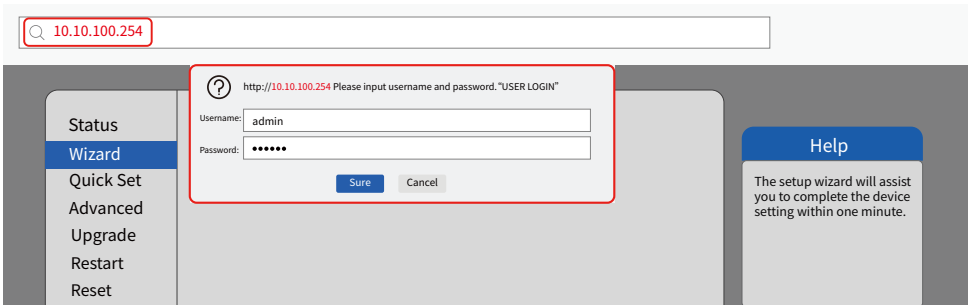 10.10.100.254
http://10.10.100.254 Please input username and password. “USER LOGIN”
Username: admin
Password: ••••••
Sure Cancel
Status
Wizard
Quick Set
Advanced
Upgrade
Restart
Reset
Help
The setup wizard will assist
you to complete the device
setting within one minute.